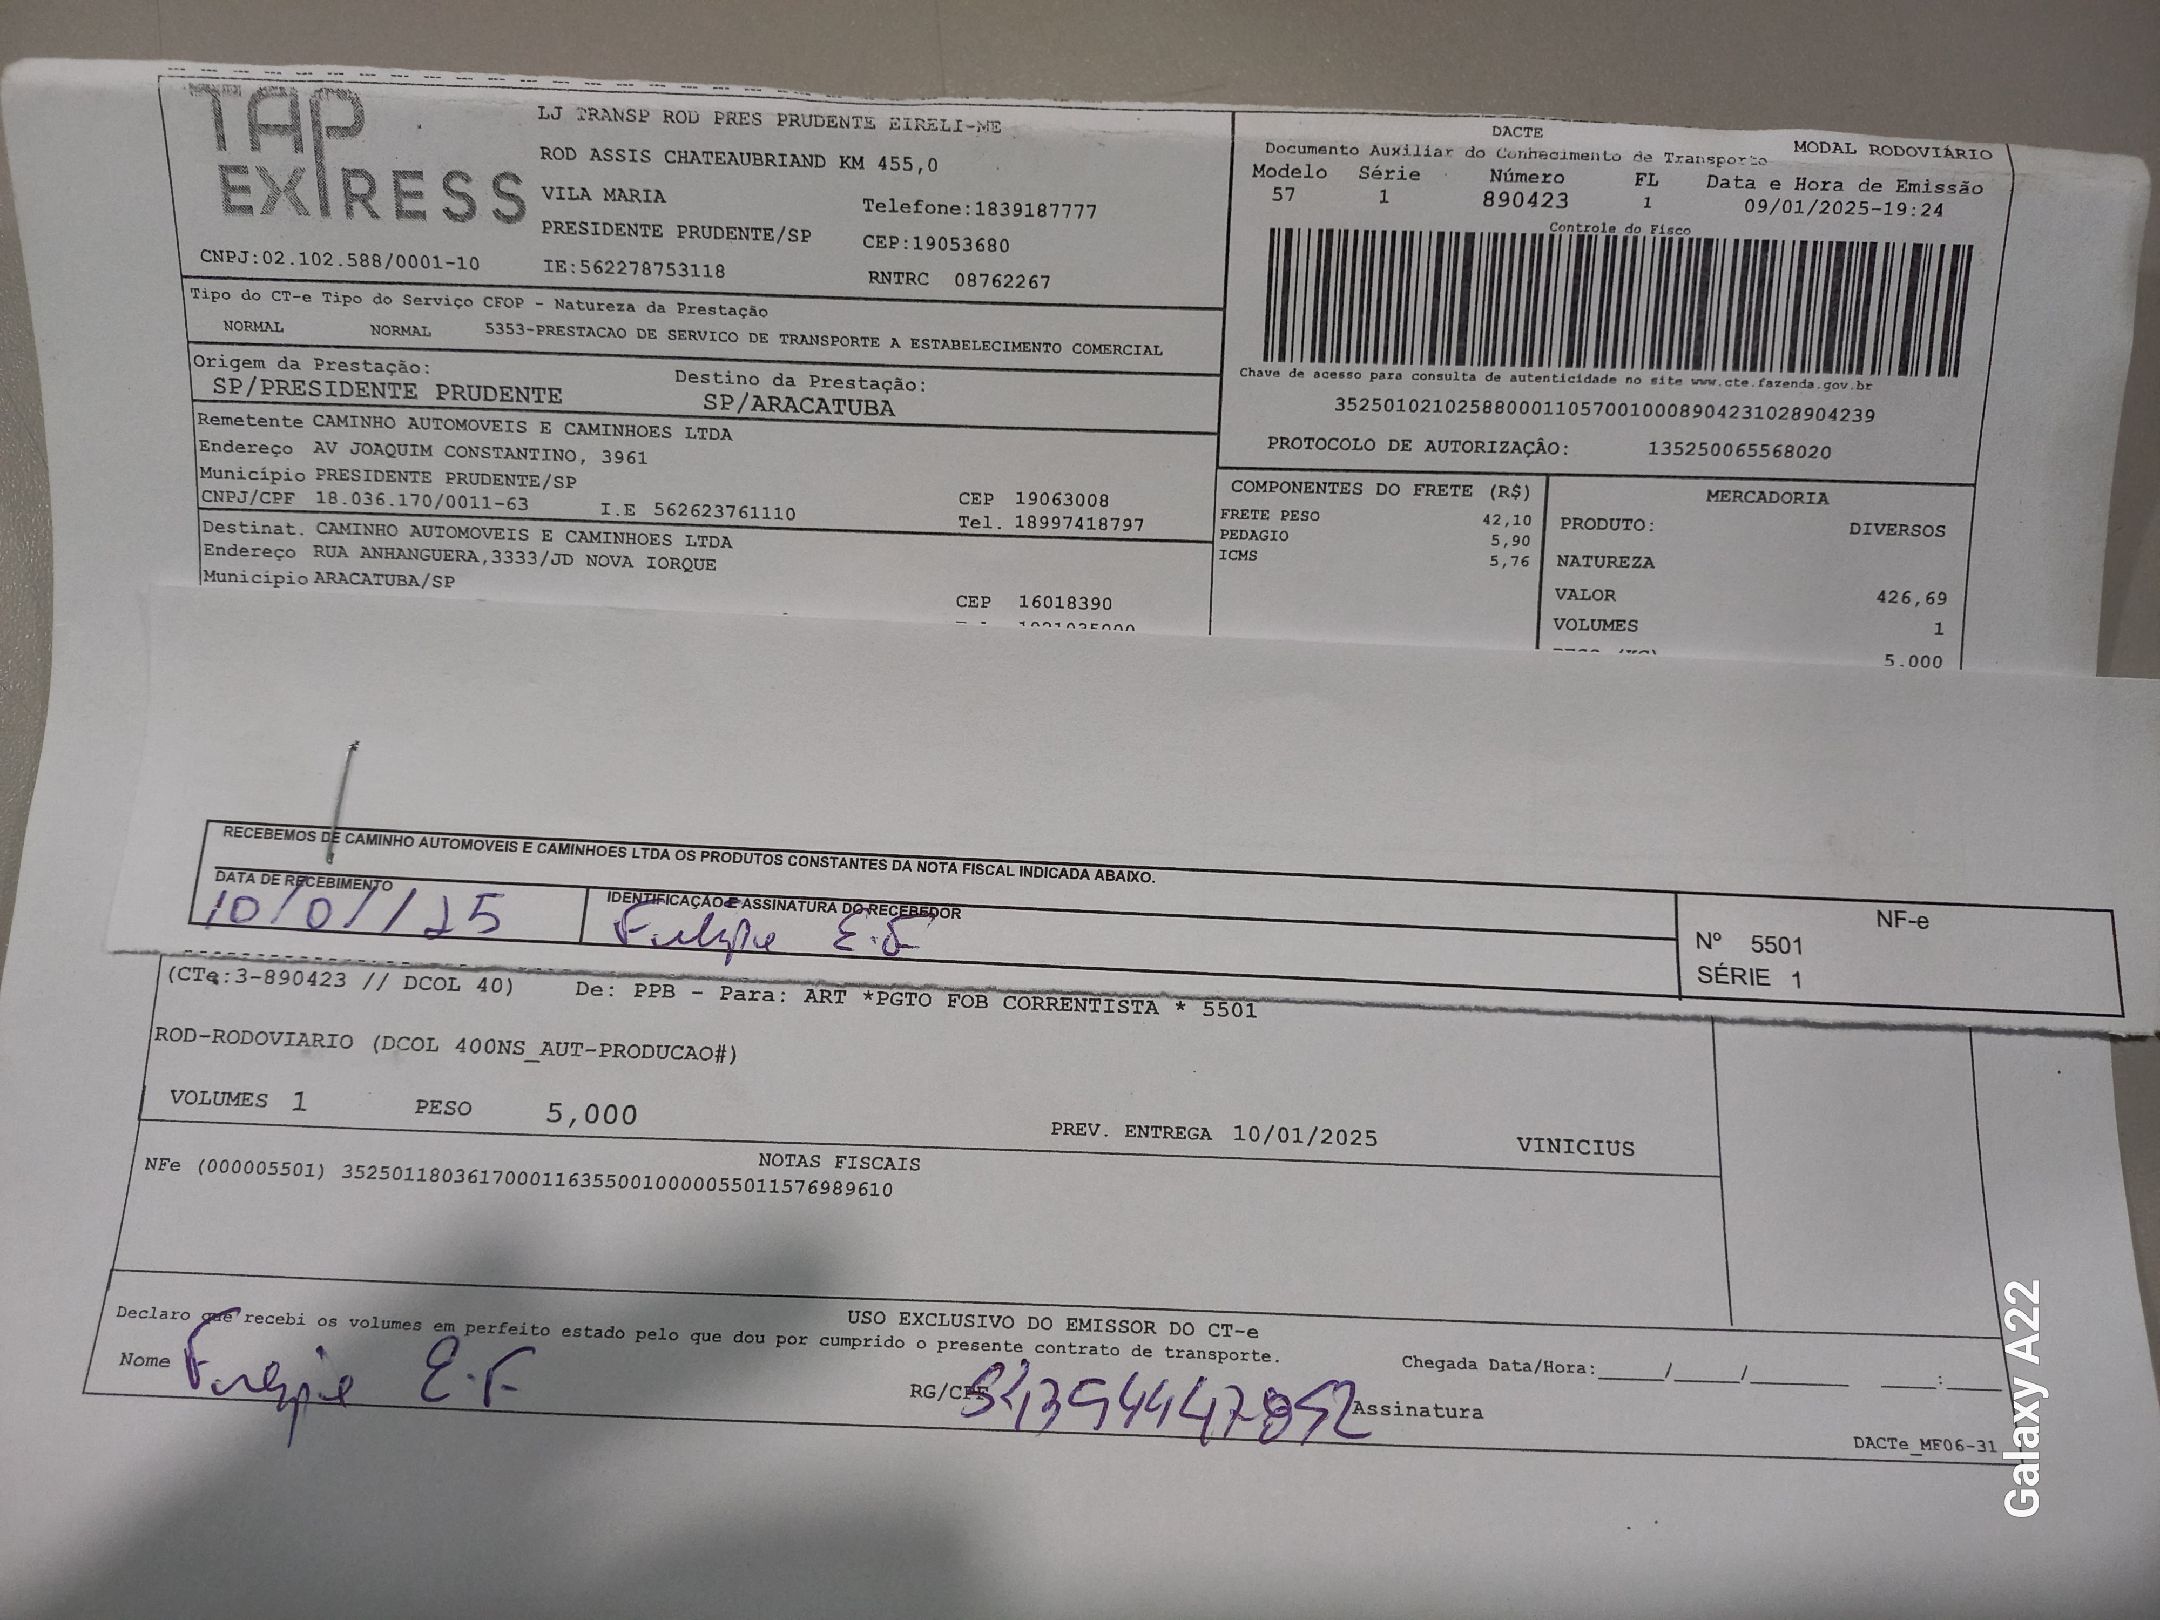 TAP
EXPRESS
LJ TRANSP ROD PRES PRUDENTE EIRELI-ME
ROD ASSIS CHATEAUBRIAND KM 455,0
VILA MARIA
Telefone:1839187777
PRESIDENTE PRUDENTE/SP
CEP:19053680
CNPJ:02.102.588/0001-10
IE:562278753118
RNTRC 08762267
DACTE
MODAL RODOVIÁRIO
Documento Auxiliar do Conhecimento de Transporte
Modelo Série Número FL Data e Hora de Emissão
57 1 890423 1 09/01/2025-19:24
Controle do Fisco
Chave de acesso para consulta de autenticidade no site www.cte.fazenda.gov.br
35250102102588000110570010008904231028904239
PROTOCOLO DE AUTORIZAÇÂO: 135250065568020
Tipo do CT-e Tipo do Serviço CFOP - Natureza da Prestação
NORMAL NORMAL 5353-PRESTACAO DE SERVICO DE TRANSPORTE A ESTABELECIMENTO COMERCIAL
Origem da Prestação: Destino da Prestação:
SP/PRESIDENTE PRUDENTE SP/ARACATUBA
Remetente CAMINHO AUTOMOVEIS E CAMINHOES LTDA
Endereço AV JOAQUIM CONSTANTINO, 3961
Município PRESIDENTE PRUDENTE/SP
CEP 19063008
CNPJ/CPF 18.036.170/0011-63 I.E 562623761110
Tel. 18997418797
Destinat. CAMINHO AUTOMOVEIS E CAMINHOES LTDA
Endereço RUA ANHANGUERA,3333/JD NOVA IORQUE
Município ARACATUBA/SP
CEP 16018390
COMPONENTES DO FRETE (R$)
FRETE PESO 42,10
PEDAGIO 5,90
ICMS 5,76
MERCADORIA
PRODUTO: DIVERSOS
NATUREZA
VALOR 426,69
VOLUMES 1
5.000
RECEBEMOS DE CAMINHO AUTOMOVEIS E CAMINHOES LTDA OS PRODUTOS CONSTANTES DA NOTA FISCAL INDICADA ABAIXO.
DATA DE RECEBIMENTO
10/01/25
IDENTIFICAÇÃO E ASSINATURA DO RECEBEDOR
Felipe E.F
NF-e
Nº 5501
SÉRIE 1
(CTe:3-890423 // DCOL 40) De: PPB - Para: ART *PGTO FOB CORRENTISTA * 5501
ROD-RODOVIARIO (DCOL 400NS_AUT-PRODUCAO#)
VOLUMES 1 PESO 5,000
PREV. ENTREGA 10/01/2025 VINICIUS
NOTAS FISCAIS
NFe (000005501) 35250118036170001163550010000055011576989610
USO EXCLUSIVO DO EMISSOR DO CT-e
Declaro que recebi os volumes em perfeito estado pelo que dou por cumprido o presente contrato de transporte.
Chegada Data/Hora:_____/_____/_______ ____:____
Nome Felipe E.F
RG/CPF
Assinatura
DACTe_MF06-31
Galaxy A22